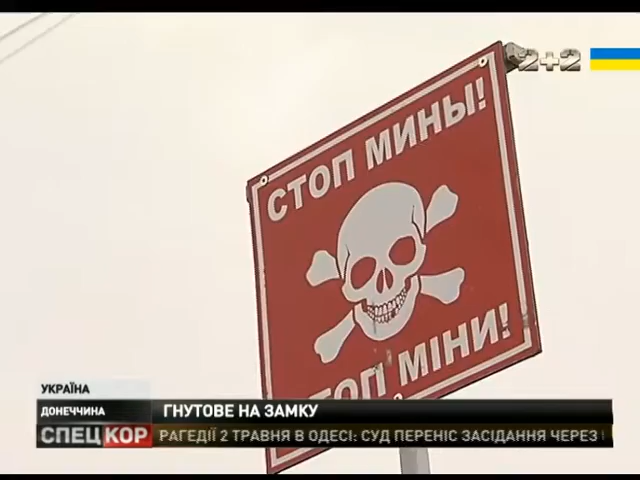 2+2
СТОП МИНЫ!
СТОП МІНИ!
УКРАЇНА
ДОНЕЧЧИНА
ГНУТОВЕ НА ЗАМКУ
СПЕЦКОР
РАГЕДІЇ 2 ТРАВНЯ В ОДЕСІ: СУД ПЕРЕНІС ЗАСІДАННЯ ЧЕРЕЗ